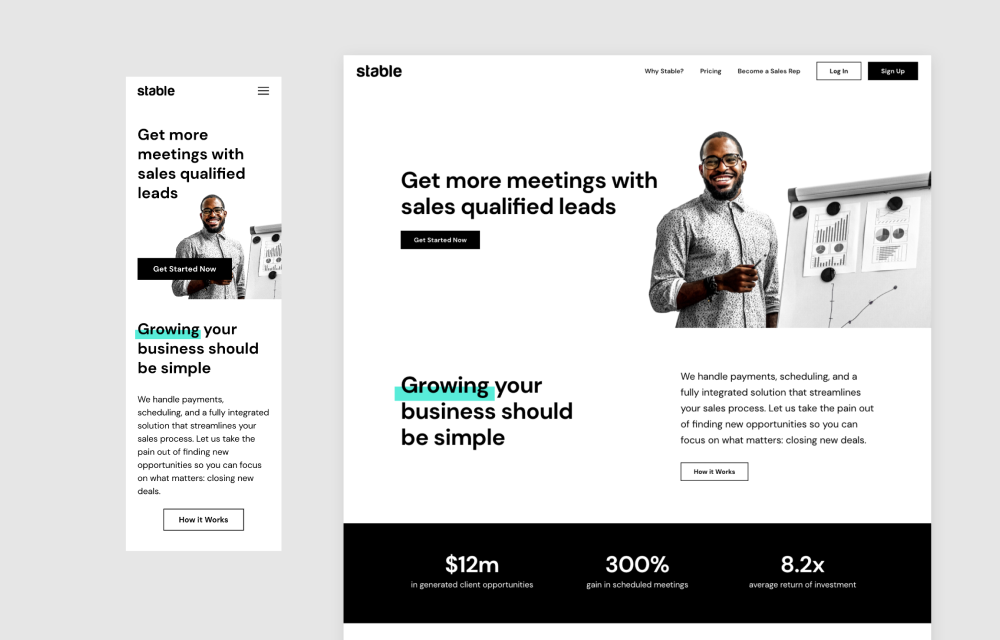 stable
Get more
meetings with
sales qualified
leads
Get Started Now
Growing your
business should
be simple
We handle payments,
scheduling, and a fully integrated
solution that streamlines your
sales process. Let us take the
pain out of finding new
opportunities so you can focus
on what matters: closing new
deals.
How it Works
stable
Why Stable?
Pricing
Become a Sales Rep
Log In
Sign Up
Get more meetings with
sales qualified leads
Get Started Now
Growing your
business should
be simple
We handle payments, scheduling, and a
fully integrated solution that streamlines
your sales process. Let us take the pain out
of finding new opportunities so you can
focus on what matters: closing new deals.
How it Works
$12m
in generated client opportunities
300%
gain in scheduled meetings
8.2x
average return of investment